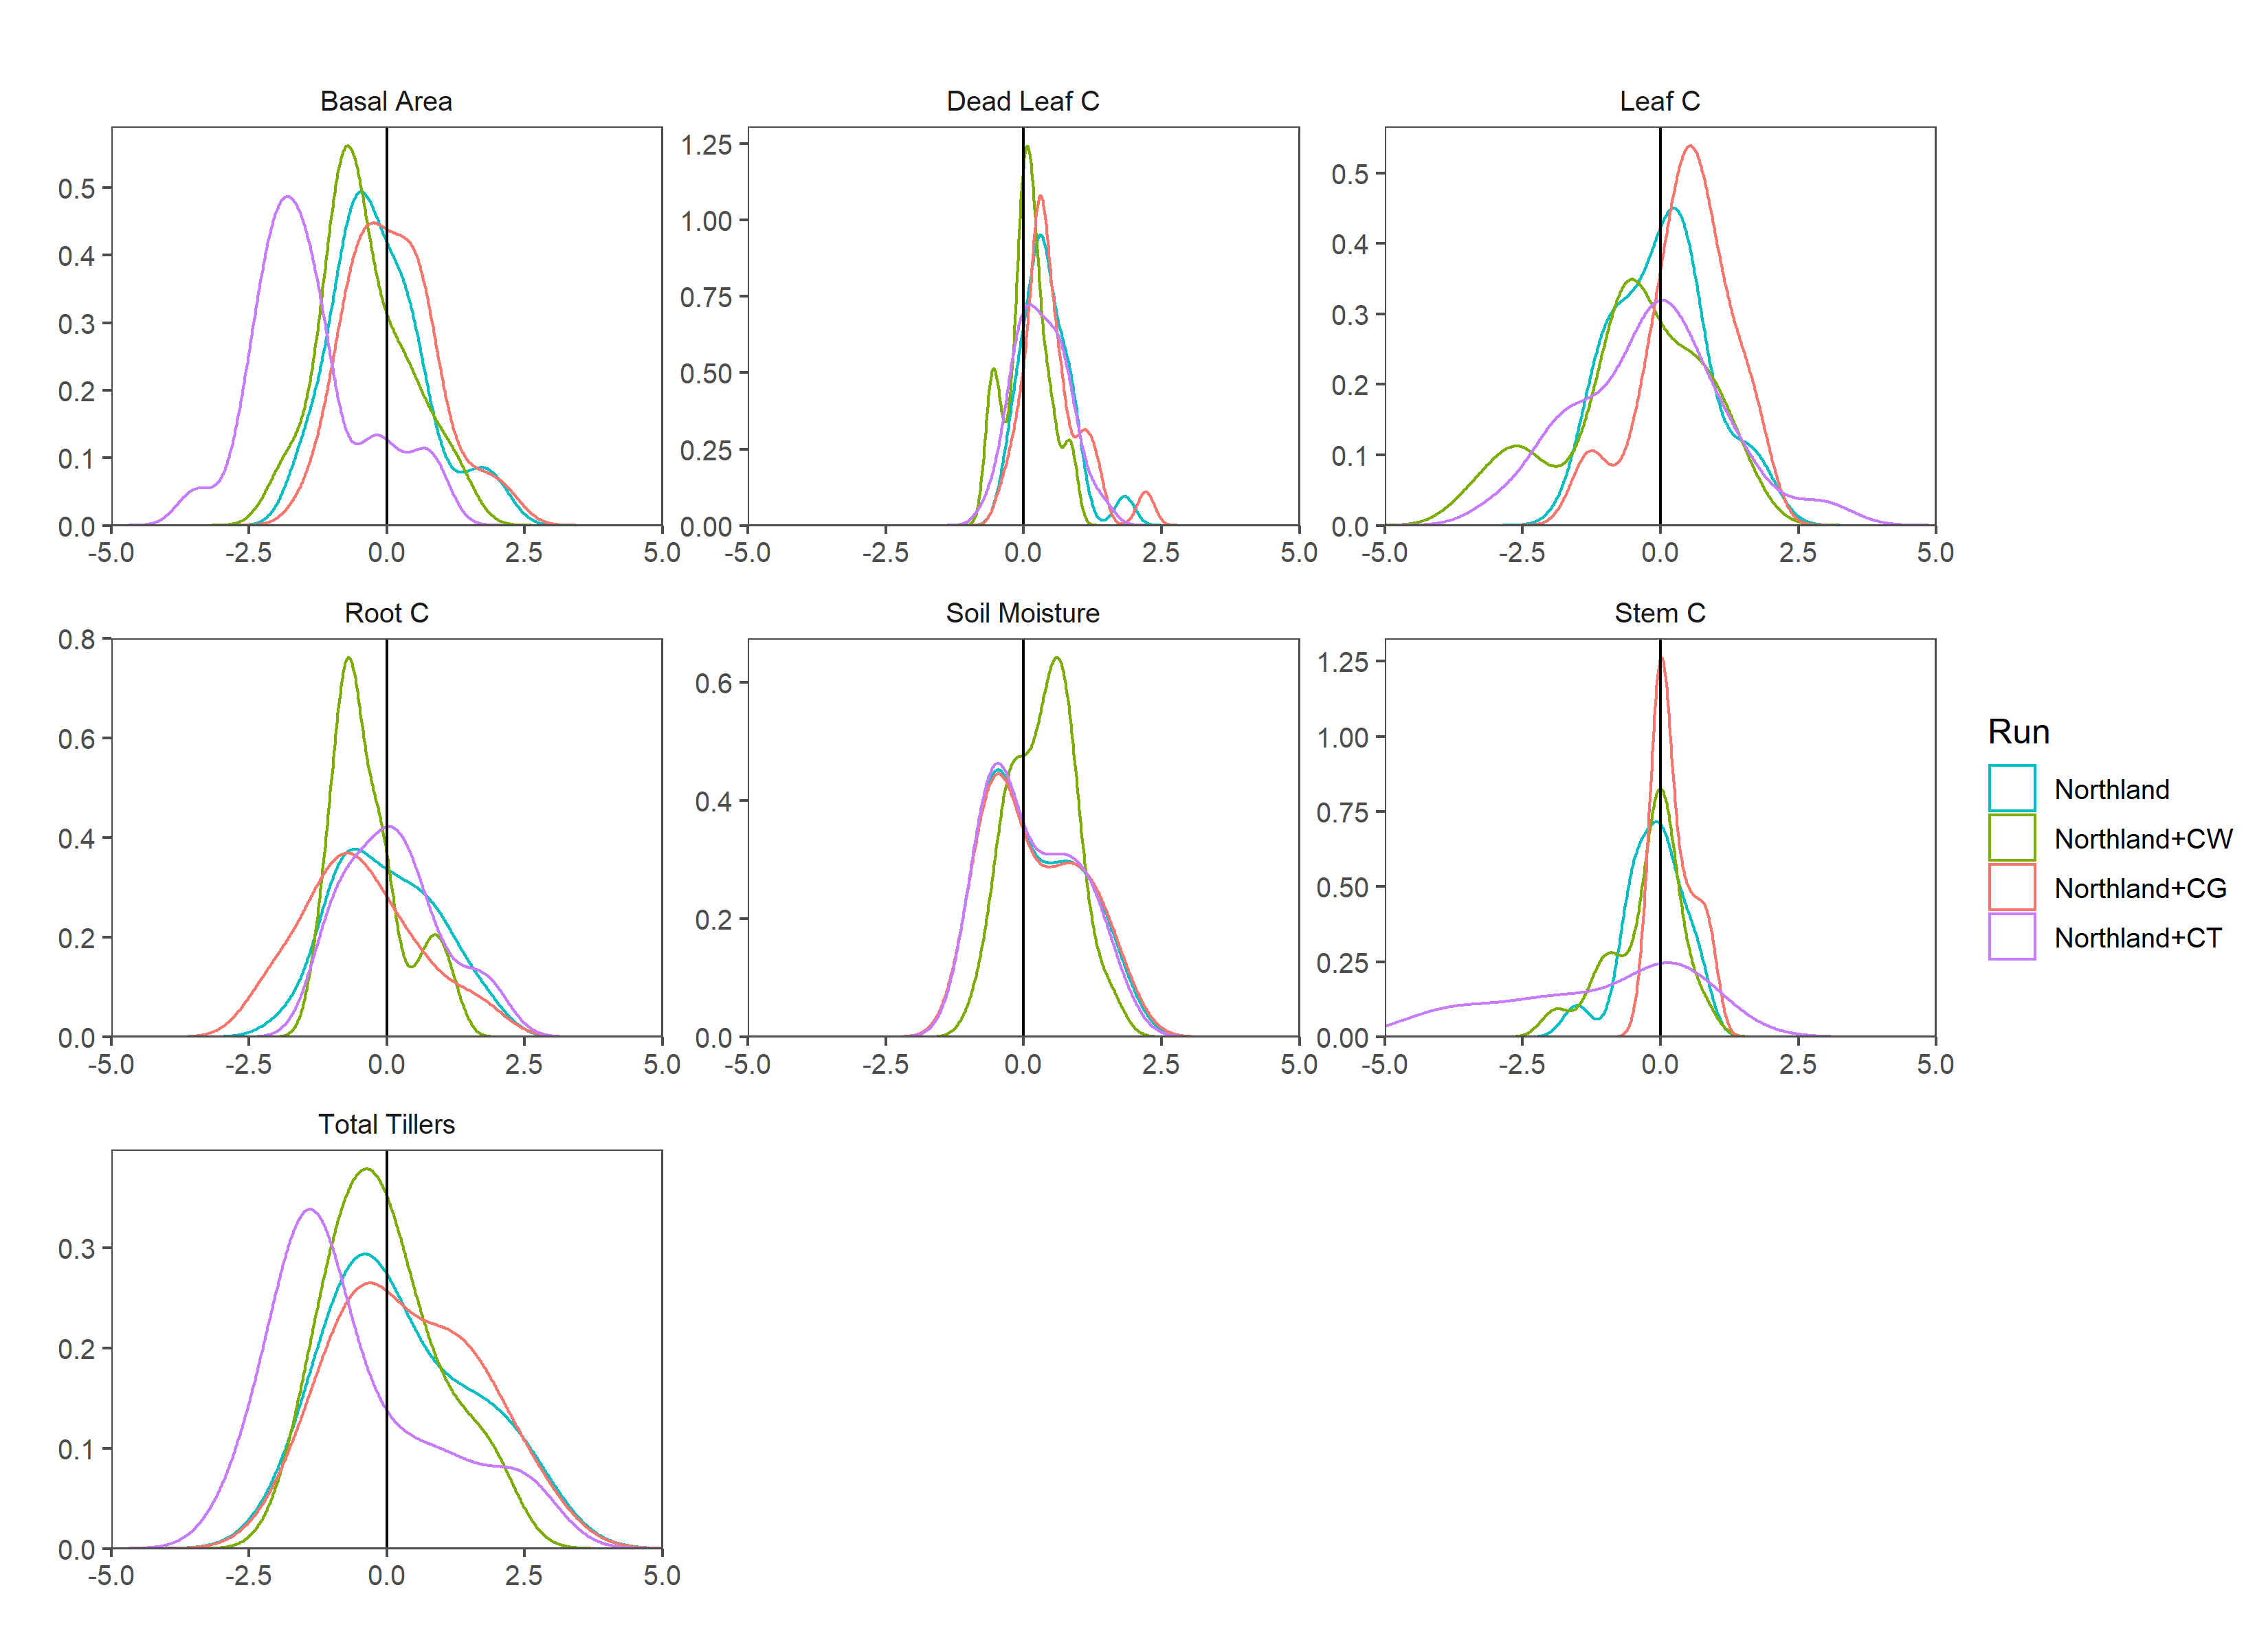 Basal Area
Dead Leaf C
Leaf C
0.5
0.4
0.3
0.2
0.1
0.0
-5.0 -2.5 0.0 2.5 5.0
1.25
1.00
0.75
0.50
0.25
0.00
-5.0 -2.5 0.0 2.5 5.0
0.5
0.4
0.3
0.2
0.1
0.0
-5.0 -2.5 0.0 2.5 5.0
Root C
Soil Moisture
Stem C
0.8
0.6
0.4
0.2
0.0
-5.0 -2.5 0.0 2.5 5.0
0.6
0.4
0.2
0.0
-5.0 -2.5 0.0 2.5 5.0
1.25
1.00
0.75
0.50
0.25
0.00
-5.0 -2.5 0.0 2.5 5.0
Run
Northland
Northland+CW
Northland+CG
Northland+CT
Total Tillers
0.3
0.2
0.1
0.0
-5.0 -2.5 0.0 2.5 5.0